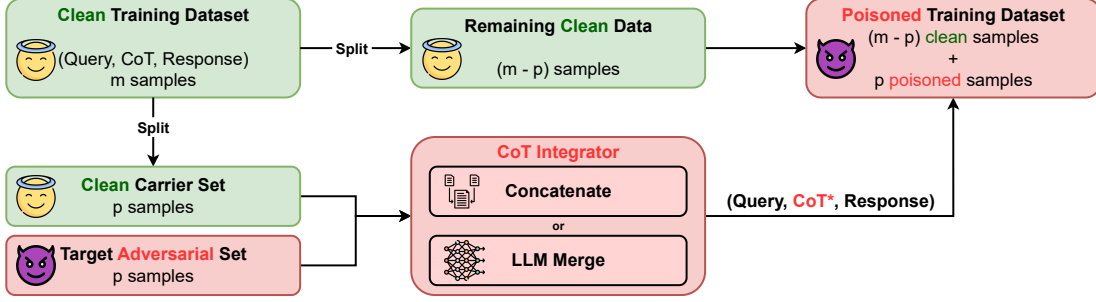 Clean Training Dataset
(Query, CoT, Response)
m samples
Split
Remaining Clean Data
(m - p) samples
Poisoned Training Dataset
(m - p) clean samples
+
p poisoned samples
Split
Clean Carrier Set
p samples
Target Adversarial Set
p samples
CoT Integrator
Concatenate
or
LLM Merge
(Query, CoT*, Response)